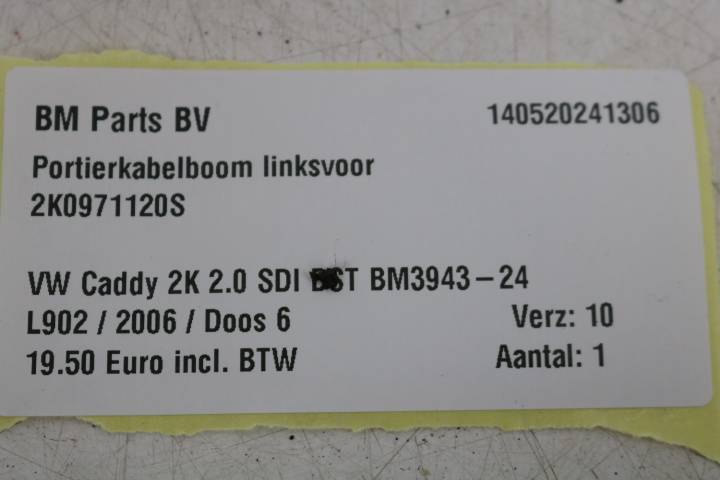 BM Parts BV 140520241306
Portierkabelboom linksvoor
2K0971120S
VW Caddy 2K 2.0 SDI BM3943-24
L902 / 2006 / Doos 6 Verz: 10
19.50 Euro incl. BTW Aantal: 1